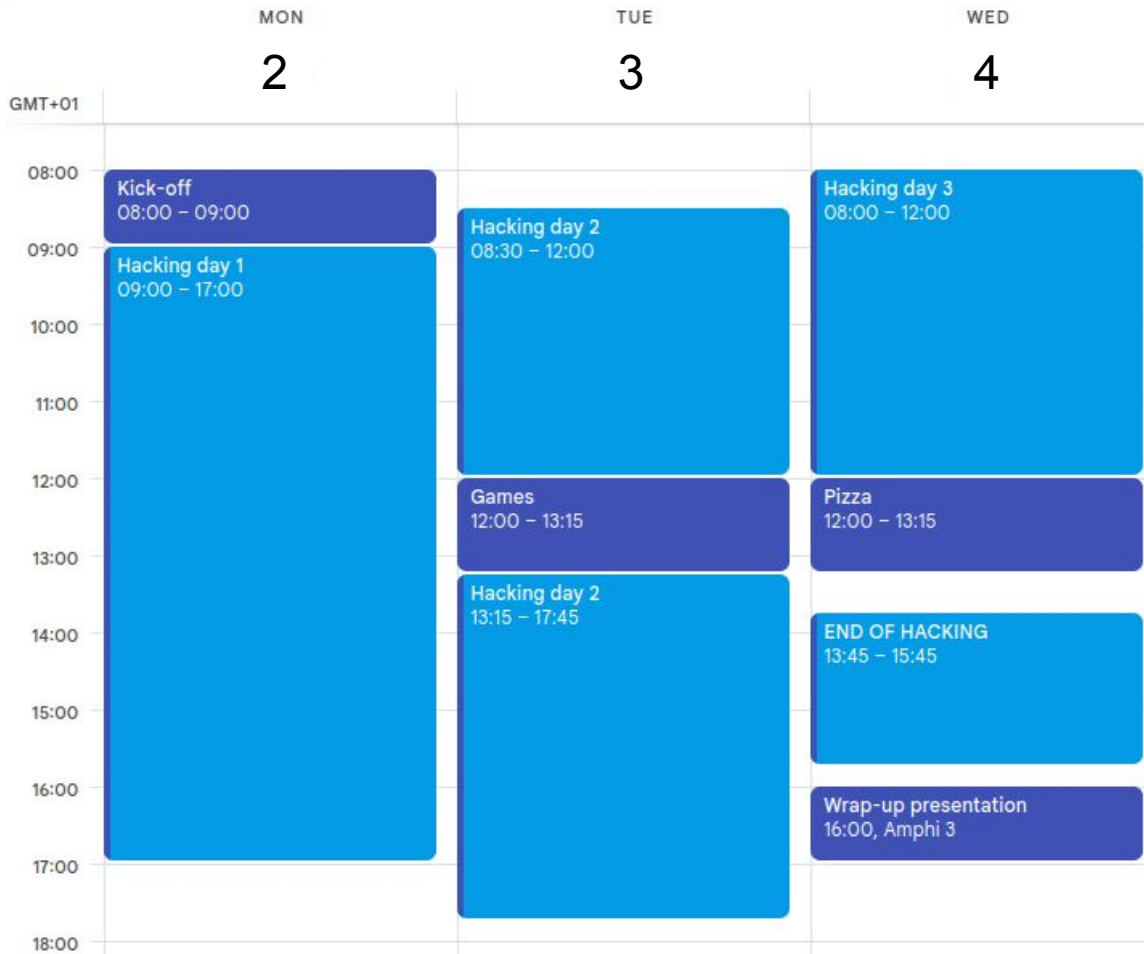 MON
TUE
WED
2
3
4
GMT+01
08:00
09:00
10:00
11:00
12:00
13:00
14:00
15:00
16:00
17:00
18:00
Kick-off
08:00 – 09:00
Hacking day 1
09:00 – 17:00
Hacking day 2
08:30 – 12:00
Games
12:00 – 13:15
Hacking day 2
13:15 – 17:45
Hacking day 3
08:00 – 12:00
Pizza
12:00 – 13:15
END OF HACKING
13:45 – 15:45
Wrap-up presentation
16:00, Amphi 3